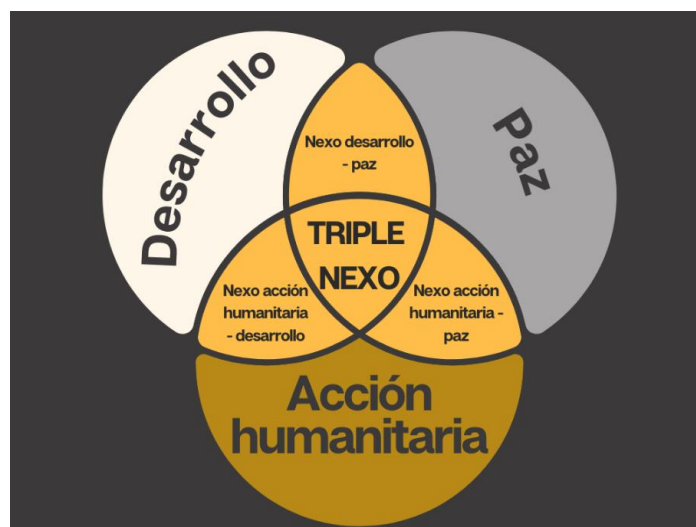 Desarrollo
Paz
Nexo desarrollo
- paz
TRIPLE
NEXO
Nexo acción
humanitaria
- desarrollo
Nexo acción
humanitaria -
paz
Acción
humanitaria